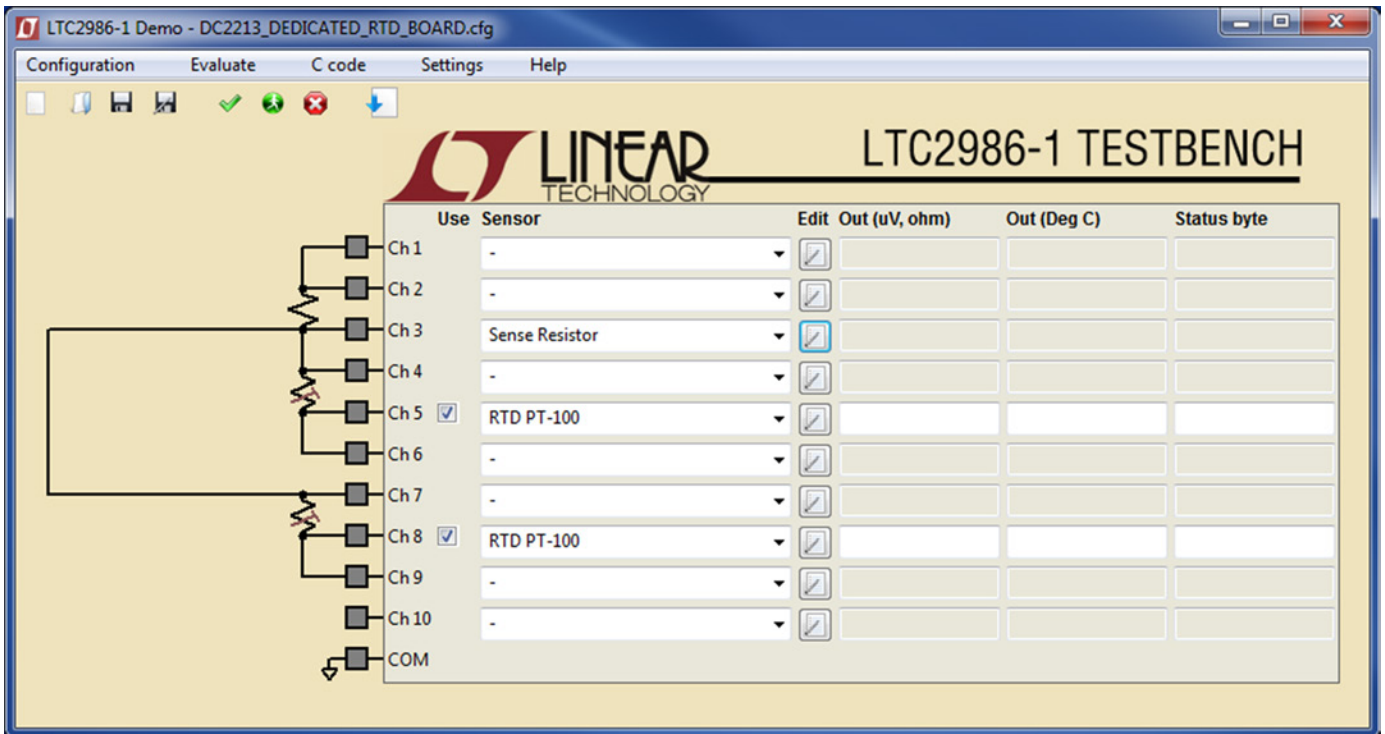 LTC2986-1 Demo - DC2213_DEDICATED_RTD_BOARD.cfg
Configuration Evaluate C code Settings Help
LINEAR
TECHNOLOGY
LTC2986-1 TESTBENCH
Use Sensor Edit Out (uV, ohm) Out (Deg C) Status byte
Ch 1 -
Ch 2 -
Ch 3 Sense Resistor
Ch 4 -
Ch 5 RTD PT-100
Ch 6 -
Ch 7 -
Ch 8 RTD PT-100
Ch 9 -
Ch 10 -
COM